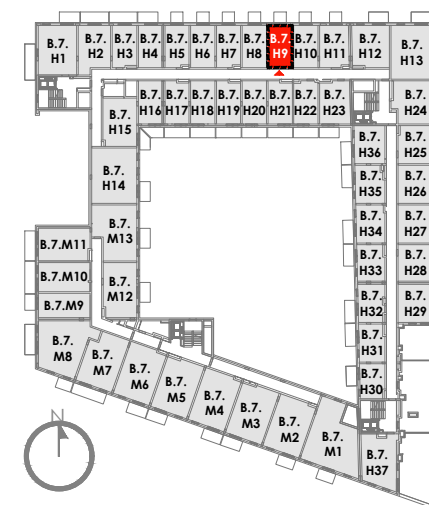 B.7. H1
B.7. H2
B.7. H3
B.7. H4
B.7. H5
B.7. H6
B.7. H7
B.7. H8
B.7. H9
B.7. H10
B.7. H11
B.7. H12
B.7. H13
B.7. H16
B.7. H17
B.7. H18
B.7. H19
B.7. H20
B.7. H21
B.7. H22
B.7. H23
B.7. H24
B.7. H15
B.7. H36
B.7. H25
B.7. H14
B.7. H35
B.7. H26
B.7. M13
B.7. H34
B.7. H27
B.7.M11
B.7. H33
B.7. H28
B.7.M10
B.7. M12
B.7. H32
B.7. H29
B.7.M9
B.7. M8
B.7. M7
B.7. M6
B.7. M5
B.7. M4
B.7. M3
B.7. M2
B.7. M1
B.7. H31
B.7. H30
B.7. H37
N